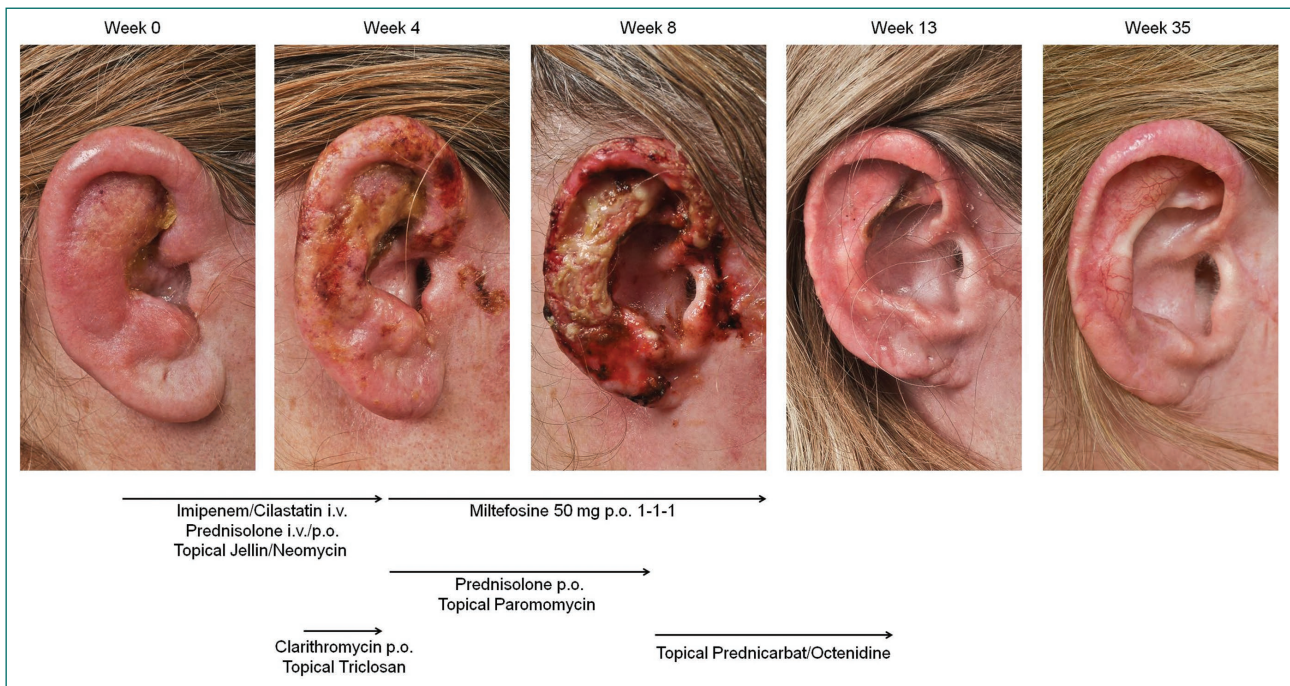 Week 0
Week 4
Week 8
Week 13
Week 35
Imipenem/Cilastatin i.v.
Prednisolone i.v./p.o.
Topical Jellin/Neomycin
Miltefosine 50 mg p.o. 1-1-1
Prednisolone p.o.
Topical Paromomycin
Clarithromycin p.o.
Topical Triclosan
Topical Prednicarbat/Octenidine